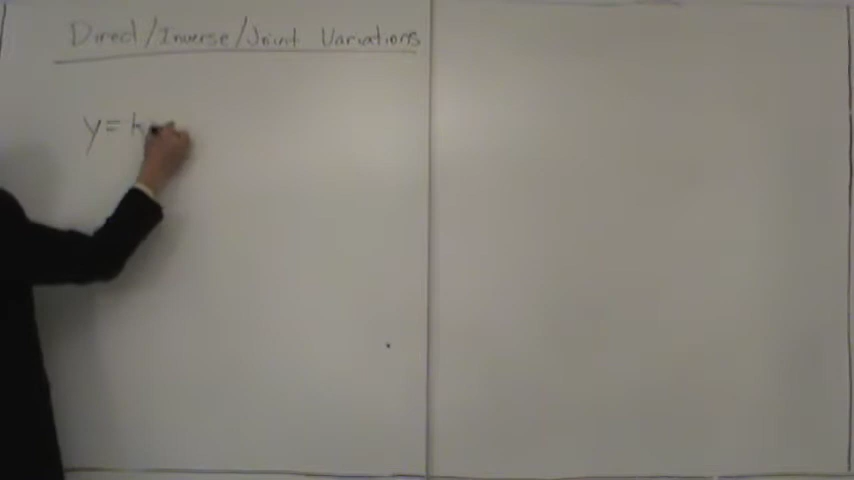 Direct/Inverse/Joint Variations
y = k